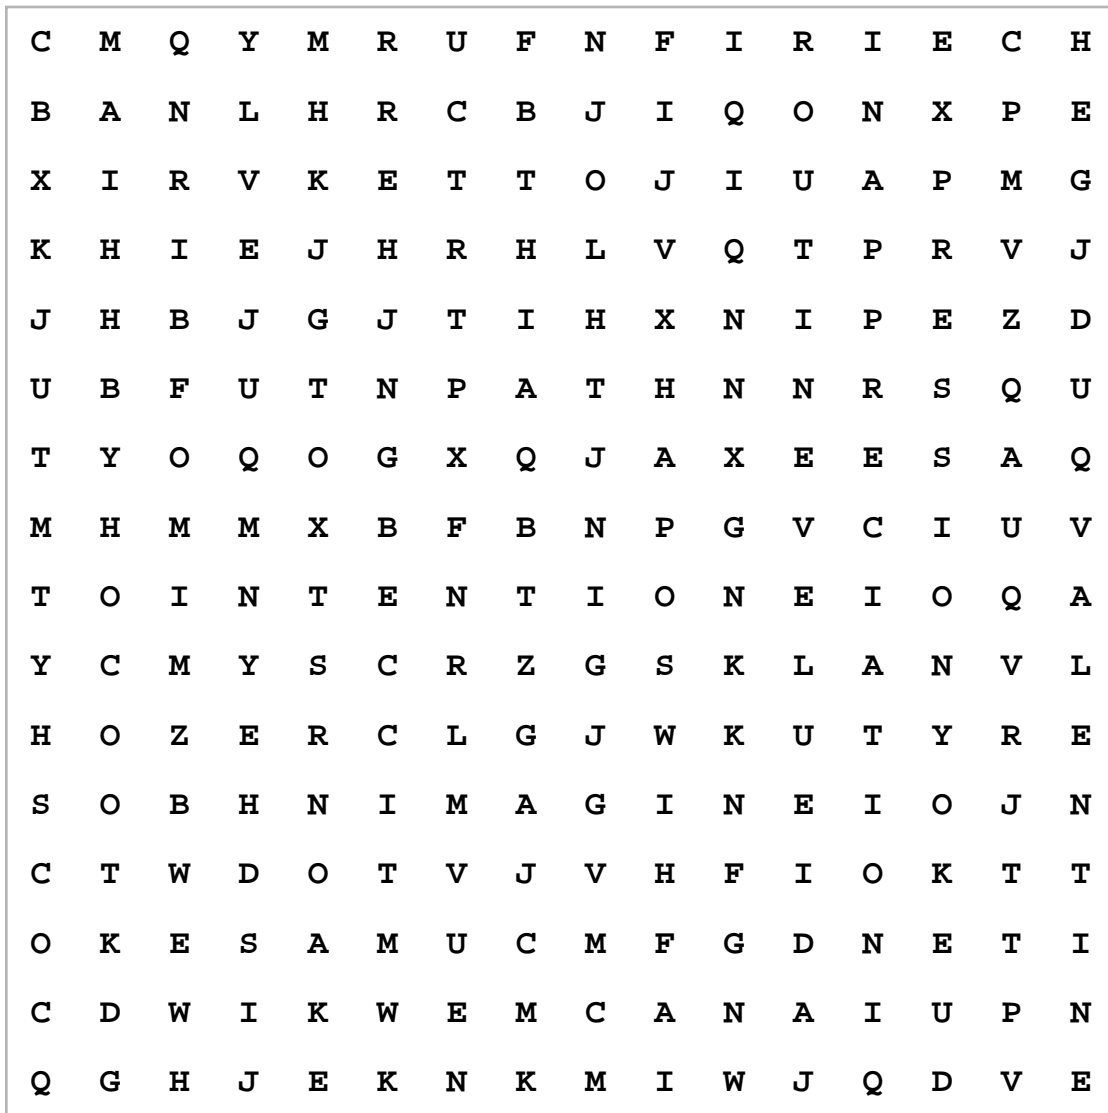 C M Q Y M R U F N F I R I E C H
B A N L H R C B J I Q O N X P E
X I R V K E T T O J I U A P M G
K H I E J H R H L V Q T P R V J
J H B J G J T I H X N I P E Z D
U B F U T N P A T H N N R S Q U
T Y O Q O G X Q J A X E E S A Q
M H M M X B F B N P G V C I U V
T O I N T E N T I O N E I O Q A
Y C M Y S C R Z G S K L A N V L
H O Z E R C L G J W K U T Y R E
S O B H N I M A G I N E I O J N
C T W D O T V J V H F I O K T T
O K E S A M U C M F G D N E T I
C D W I K W E M C A N A I U P N
Q G H J E K N K M I W J Q D V E